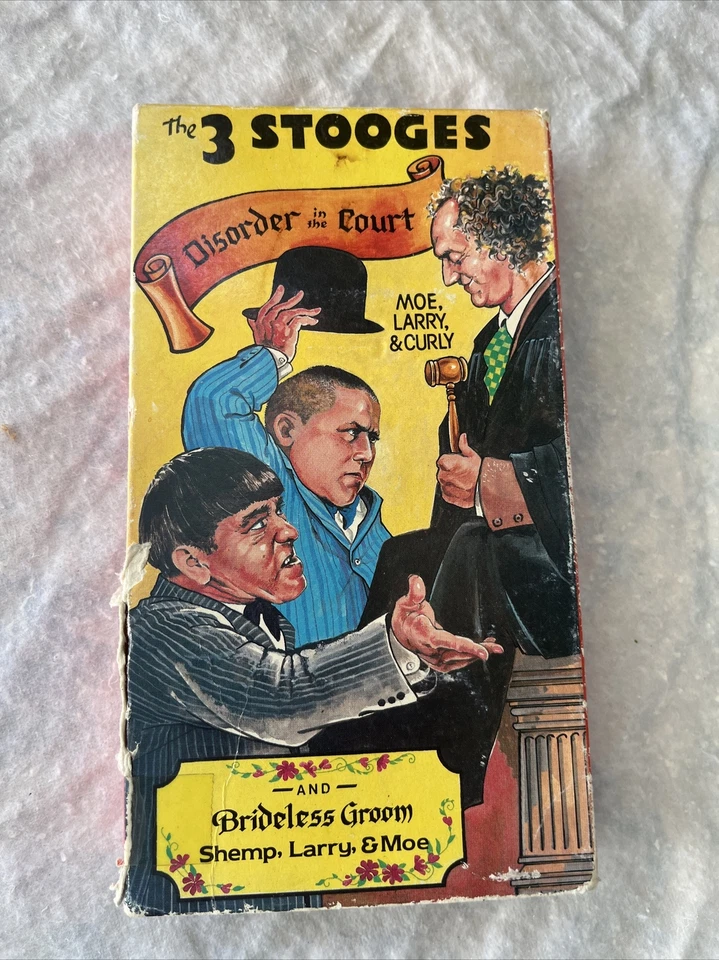 The 3 STOOGES
Disorder in the Court
MOE,
LARRY,
& CURLY
— AND —
Brideless Groom
Shemp, Larry, & Moe